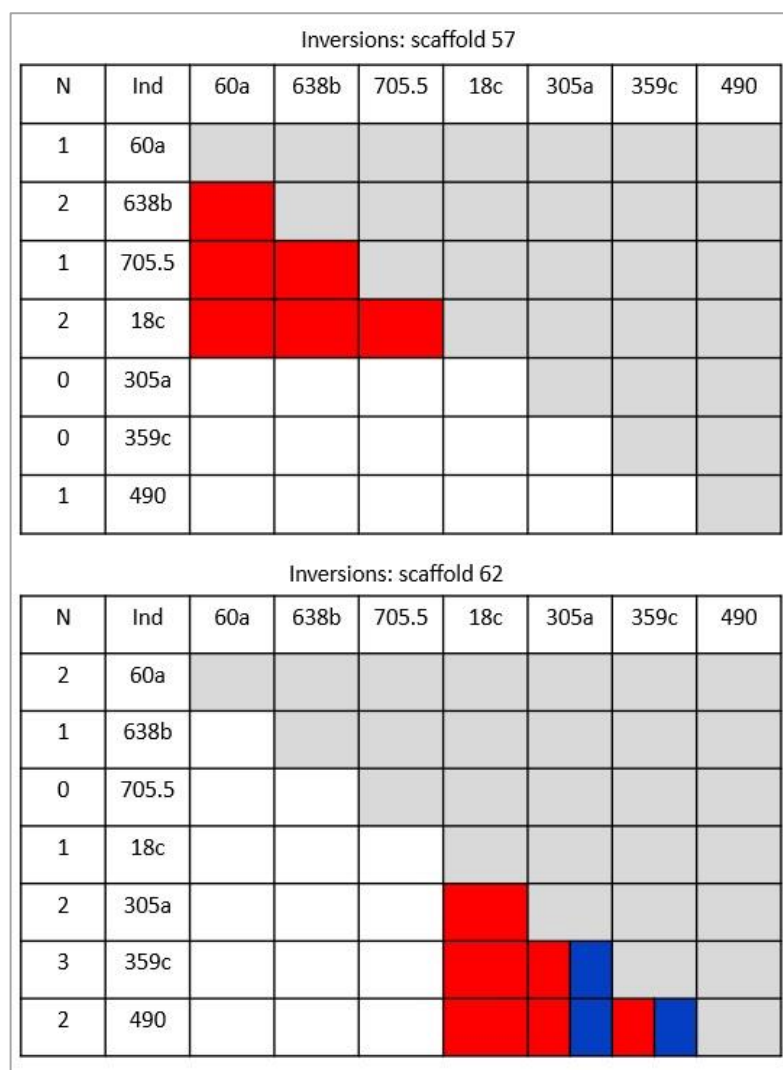 Inversions: scaffold 57
N Ind 60a 638b 705.5 18c 305a 359c 490
1 60a
2 638b
1 705.5
2 18c
0 305a
0 359c
1 490
Inversions: scaffold 62
N Ind 60a 638b 705.5 18c 305a 359c 490
2 60a
1 638b
0 705.5
1 18c
2 305a
3 359c
2 490